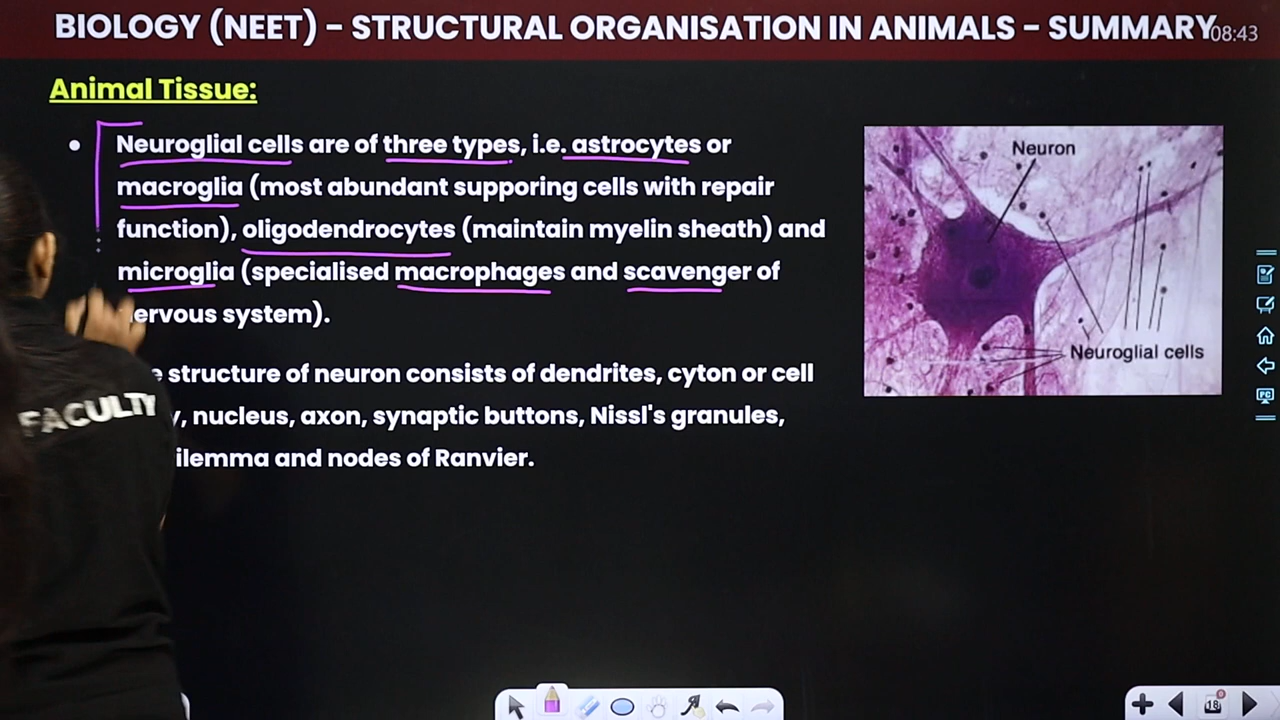 BIOLOGY (NEET) – STRUCTURAL ORGANISATION IN ANIMALS – SUMMARY
08:43
Animal Tissue:
• Neuroglial cells are of three types, i.e. astrocytes or
macroglia (most abundant supporing cells with repair
function), oligodendrocytes (maintain myelin sheath) and
microglia (specialised macrophages and scavenger of
ervous system).
structure of neuron consists of dendrites, cyton or cell
, nucleus, axon, synaptic buttons, Nissl's granules,
ilemma and nodes of Ranvier.
Neuron
Neuroglial cells
FACULTY
PC
18